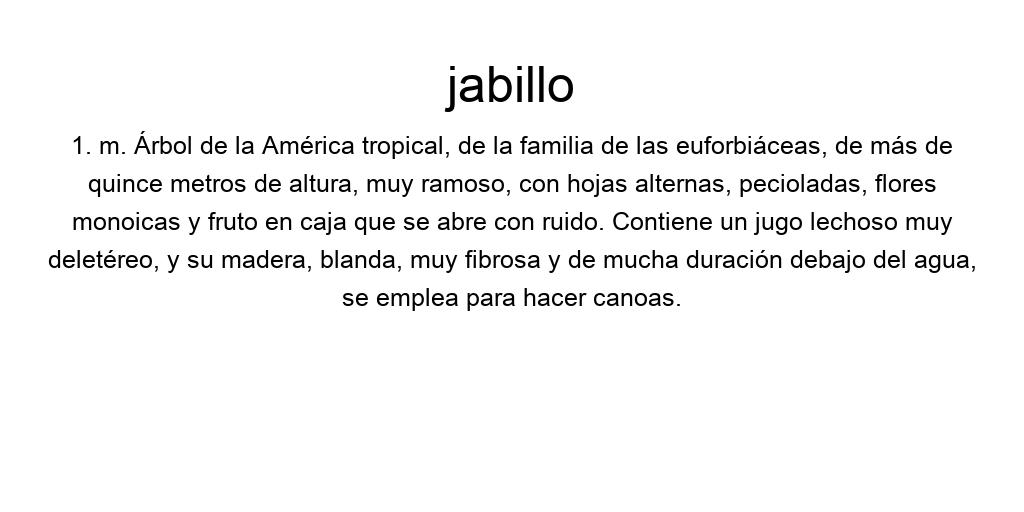 jabillo
1. m. Árbol de la América tropical, de la familia de las euforbiáceas, de más de
quince metros de altura, muy ramoso, con hojas alternas, pecioladas, flores
monoicas y fruto en caja que se abre con ruido. Contiene un jugo lechoso muy
deletéreo, y su madera, blanda, muy fibrosa y de mucha duración debajo del agua,
se emplea para hacer canoas.